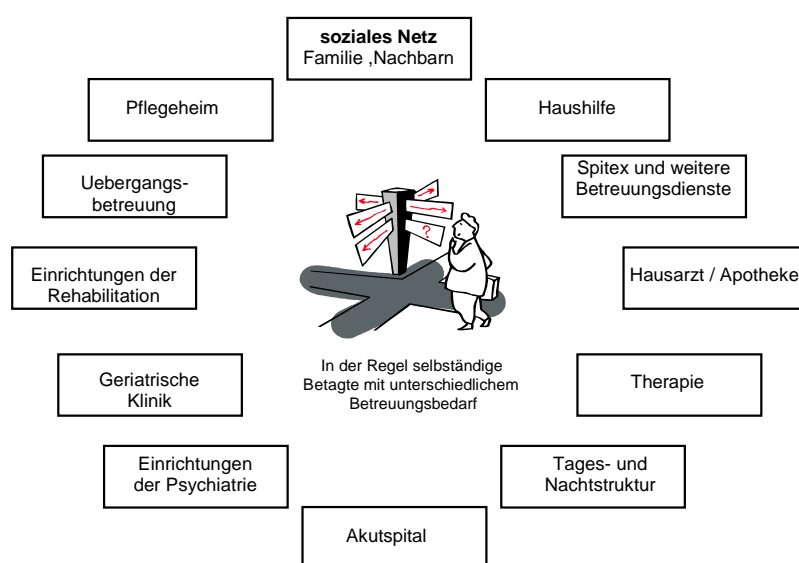 soziales Netz
Familie ,Nachbarn
Pflegeheim
Haushilfe
Uebergangs-
betreuung
Spitex und weitere
Betreuungsdienste
Einrichtungen der
Rehabilitation
Hausarzt / Apotheke
?
In der Regel selbständige
Betagte mit unterschiedlichem
Betreuungsbedarf
Geriatrische
Klinik
Therapie
Einrichtungen
der Psychiatrie
Tages- und
Nachtstruktur
Akutspital